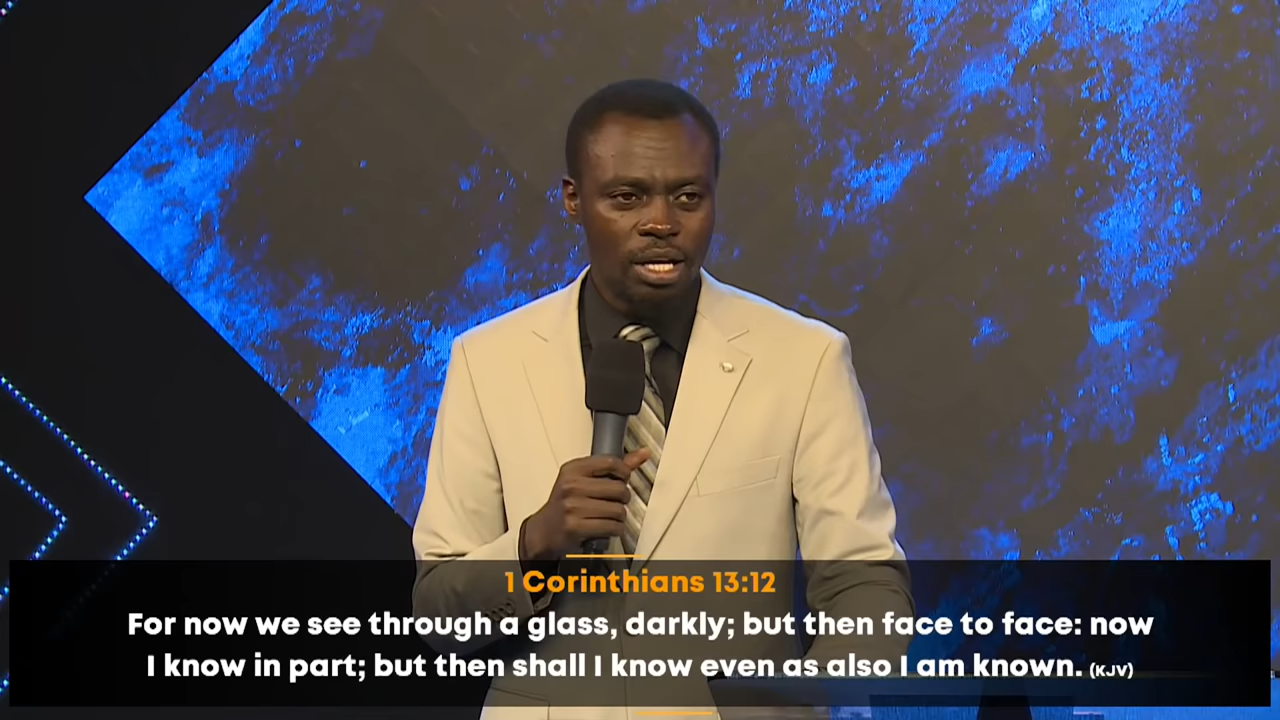 1 Corinthians 13:12
For now we see through a glass, darkly; but then face to face: now
I know in part; but then shall I know even as also I am known. (KJV)